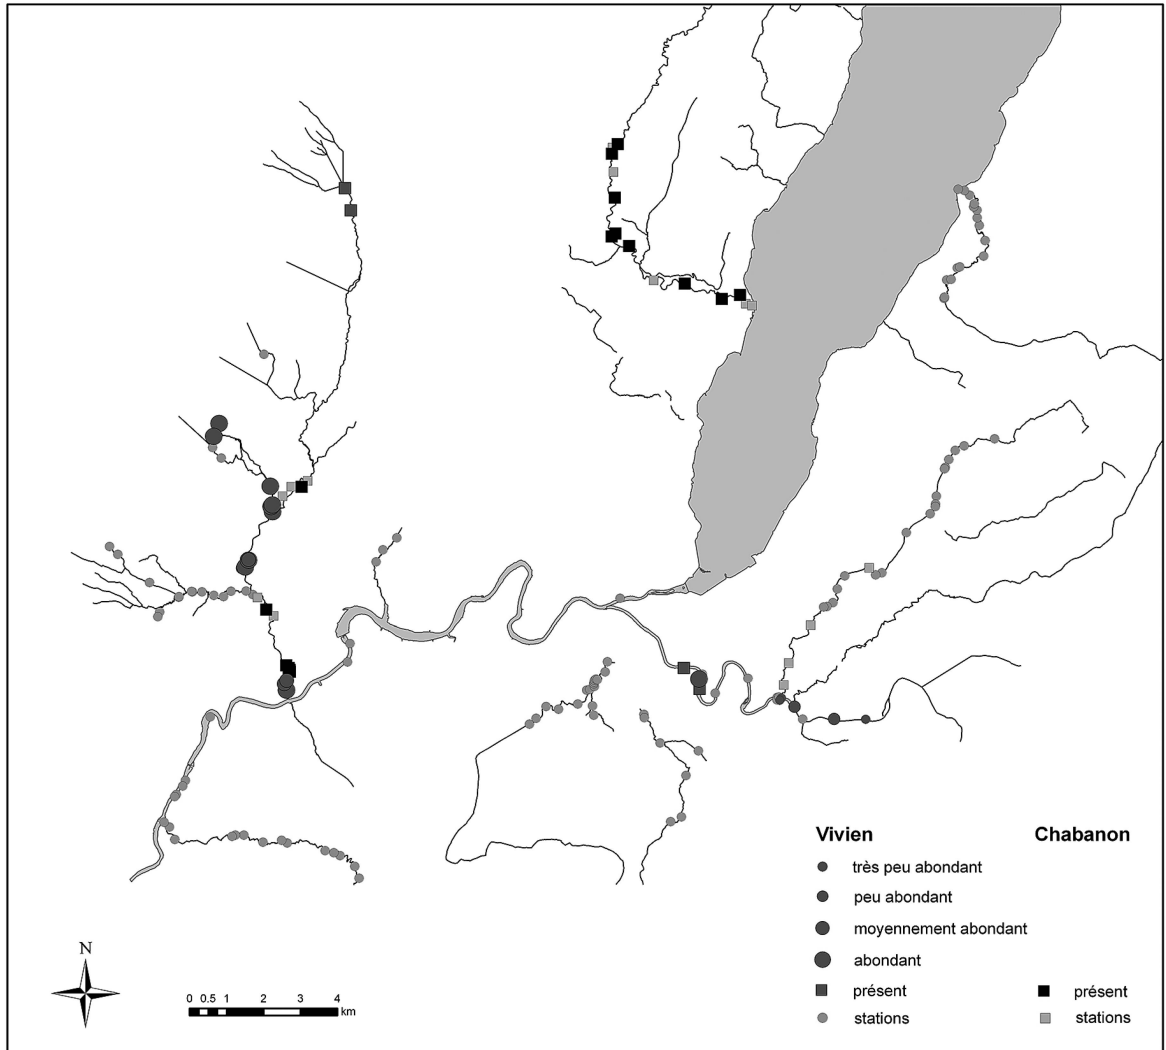 Vivien Chabanon
très peu abondant
peu abondant
moyennement abondant
abondant
présent présent
stations stations
N
0 0.5 1 2 3 4
km